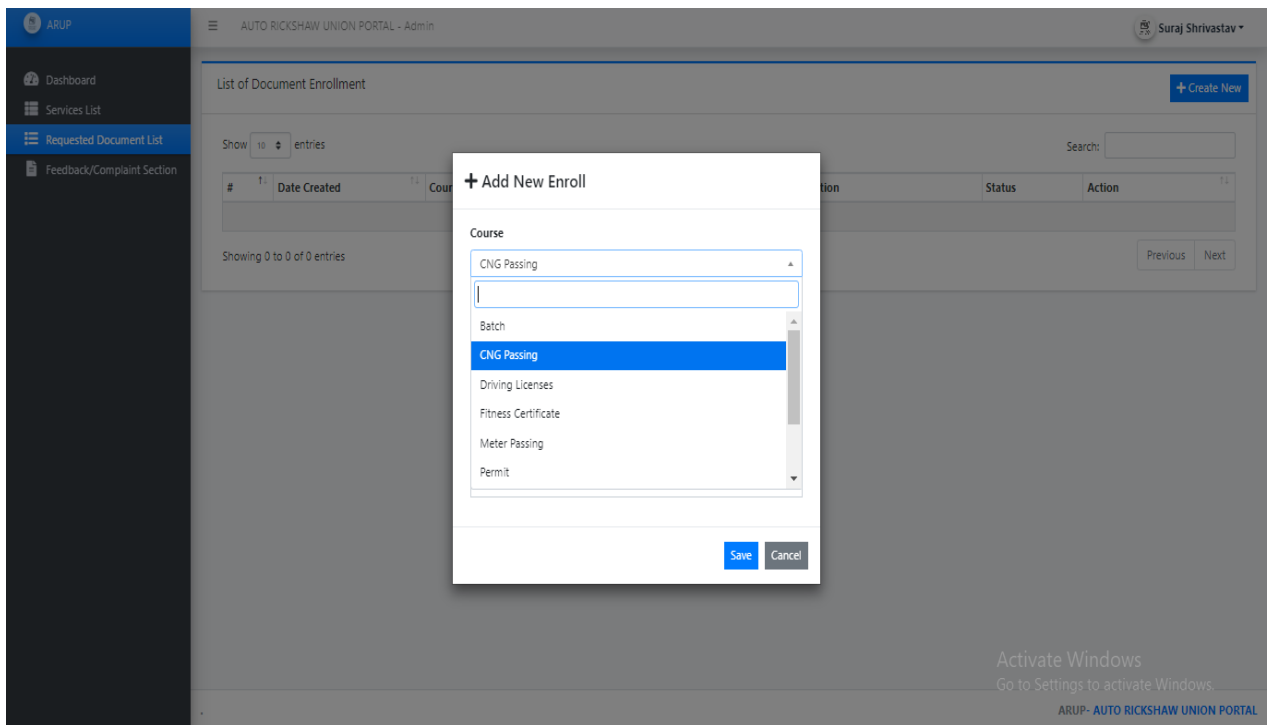 ARUP
AUTO RICKSHAW UNION PORTAL - Admin
Suraj Shrivastav
Dashboard
Services List
Requested Document List
Feedback/Complaint Section
List of Document Enrollment
+ Create New
Show 10 entries
Search:
# Date Created Cour tion Status Action
Showing 0 to 0 of 0 entries
Previous Next
+ Add New Enroll
Course
CNG Passing
Batch
CNG Passing
Driving Licenses
Fitness Certificate
Meter Passing
Permit
Save Cancel
Activate Windows
Go to Settings to activate Windows.
ARUP- AUTO RICKSHAW UNION PORTAL